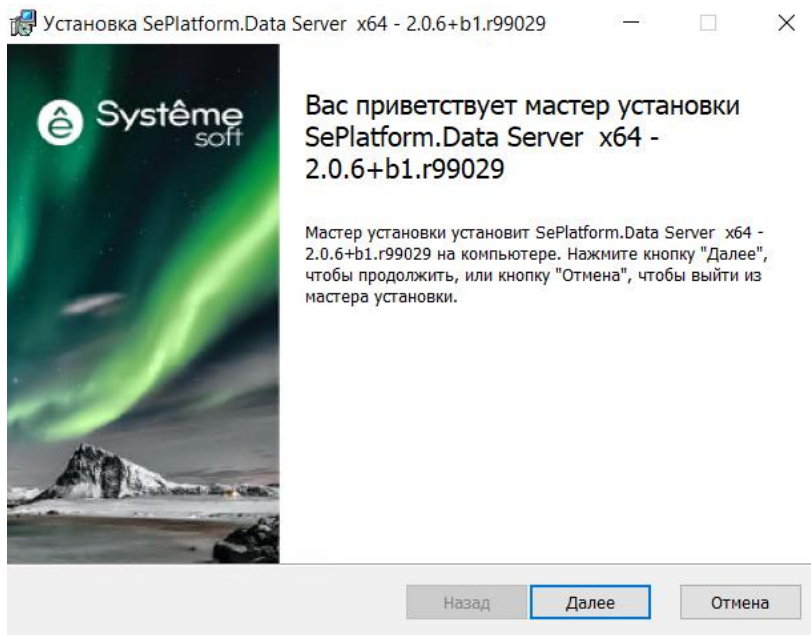 Установка SePlatform.Data Server x64 - 2.0.6+b1.r99029
ê Système
soft
Вас приветствует мастер установки
SePlatform.Data Server x64 -
2.0.6+b1.r99029
Мастер установки установит SePlatform.Data Server x64 -
2.0.6+b1.r99029 на компьютере. Нажмите кнопку "Далее",
чтобы продолжить, или кнопку "Отмена", чтобы выйти из
мастера установки.
Назад Далее Отмена